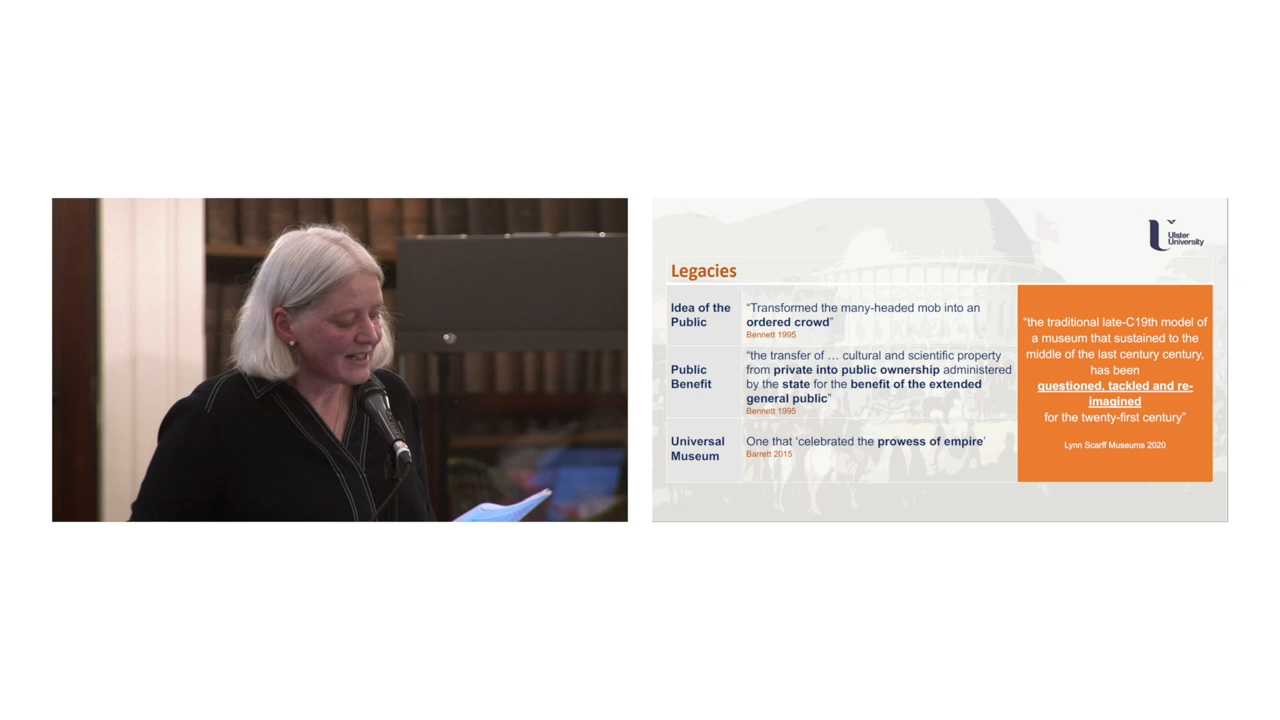 Ulster
University
Legacies
Idea of the
Public
“Transformed the many-headed mob into an
ordered crowd”
Bennett 1995
Public
Benefit
“the transfer of … cultural and scientific property
from private into public ownership administered
by the state for the benefit of the extended
general public”
Bennett 1995
Universal
Museum
One that ‘celebrated the prowess of empire’
Barrett 2015
“the traditional late-C19th model of
a museum that sustained to the
middle of the last century century,
has been
questioned, tackled and re-
imagined
for the twenty-first century”
Lynn Scarff Museums 2020